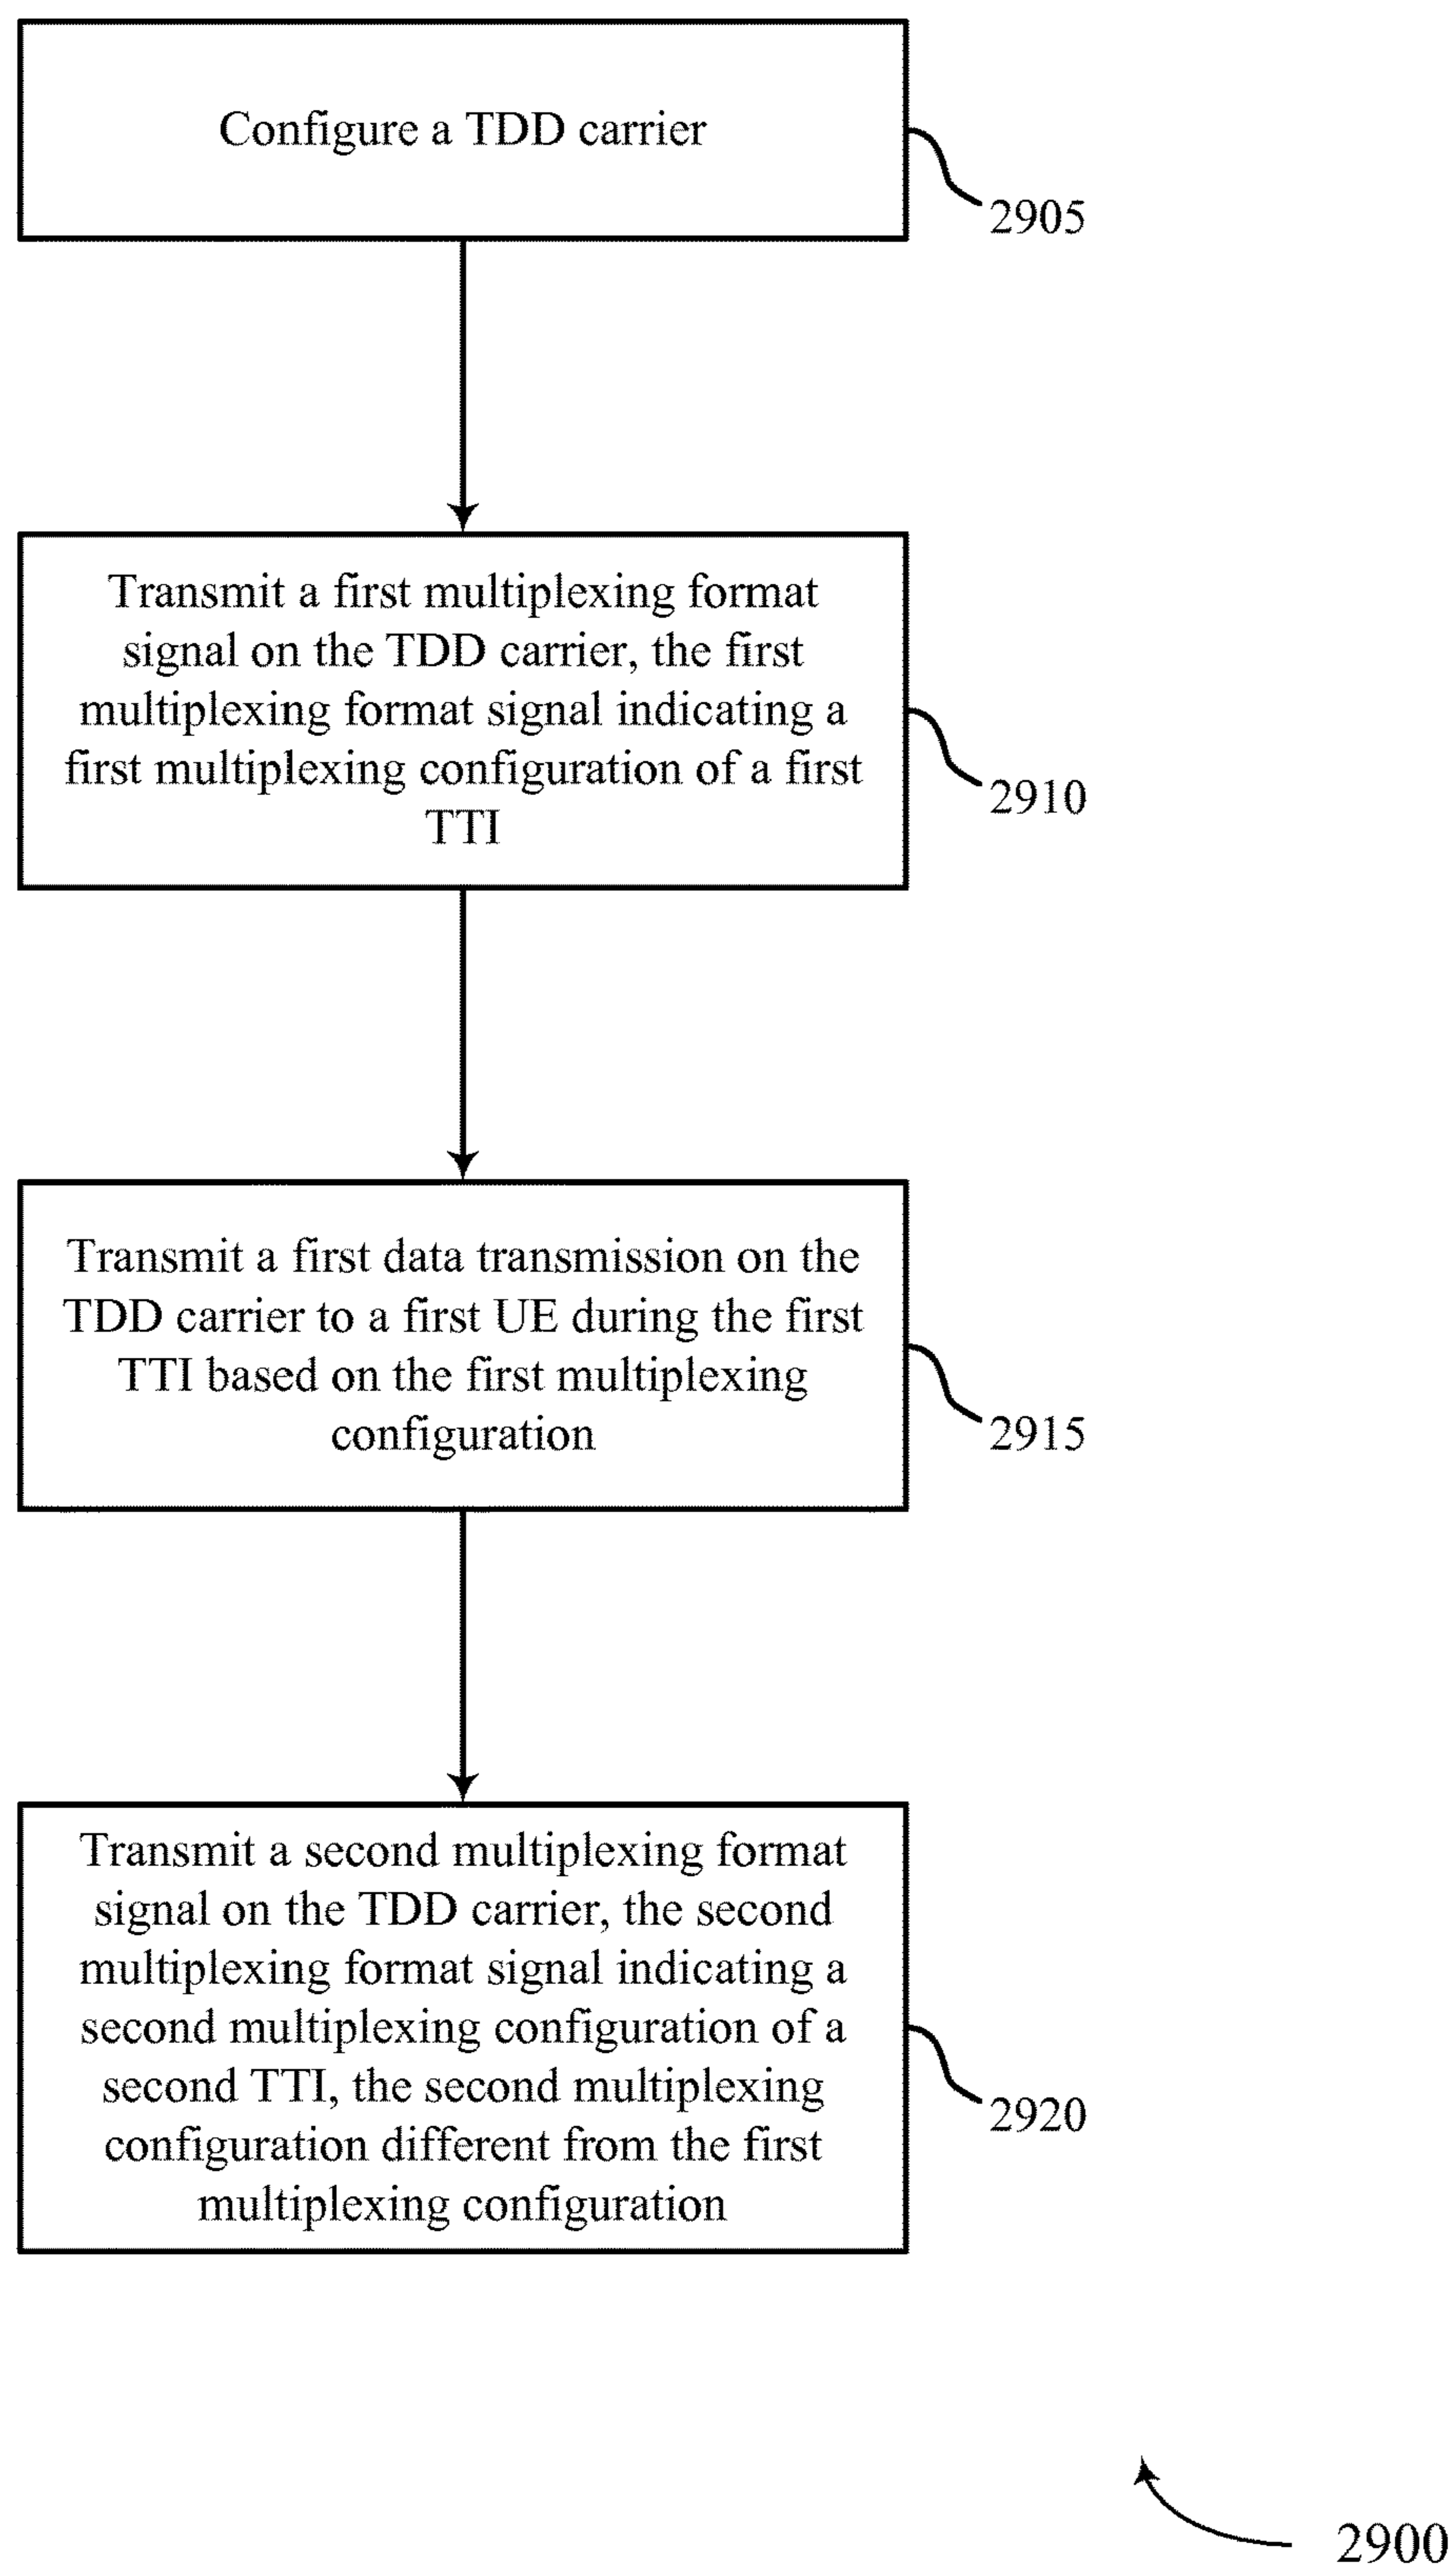 Configure a TDD carrier
2905
Transmit a first multiplexing format
signal on the TDD carrier, the first
multiplexing format signal indicating a
first multiplexing configuration of a first
TTI
2910
Transmit a first data transmission on the
TDD carrier to a first UE during the first
TTI based on the first multiplexing
configuration
2915
Transmit a second multiplexing format
signal on the TDD carrier, the second
multiplexing format signal indicating a
second multiplexing configuration of a
second TTI, the second multiplexing
configuration different from the first
multiplexing configuration
2920
2900